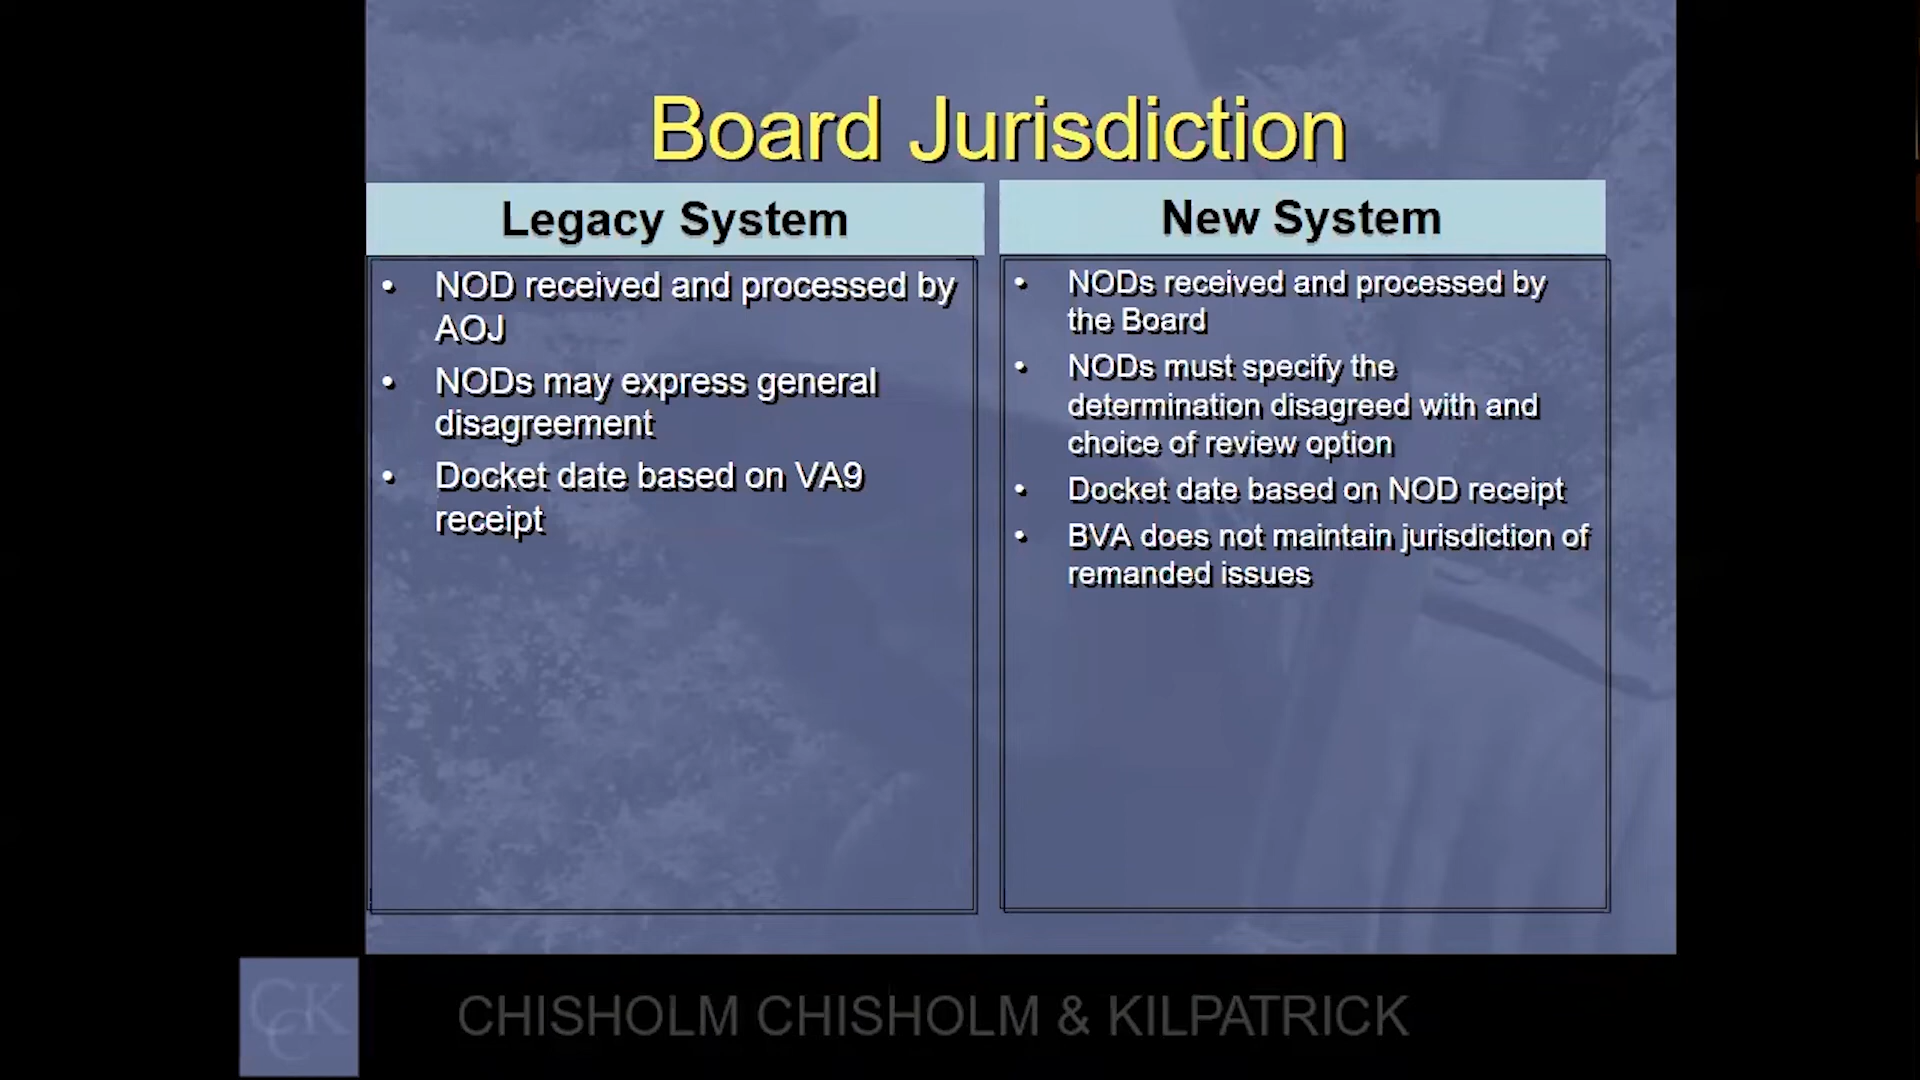 Board Jurisdiction
Legacy System
• NOD received and processed by
AOJ
• NODs may express general
disagreement
• Docket date based on VA9
receipt
New System
• NODs received and processed by
the Board
• NODs must specify the
determination disagreed with and
choice of review option
• Docket date based on NOD receipt
• BVA does not maintain jurisdiction of
remanded issues
CCK
CHISHOLM CHISHOLM & KILPATRICK